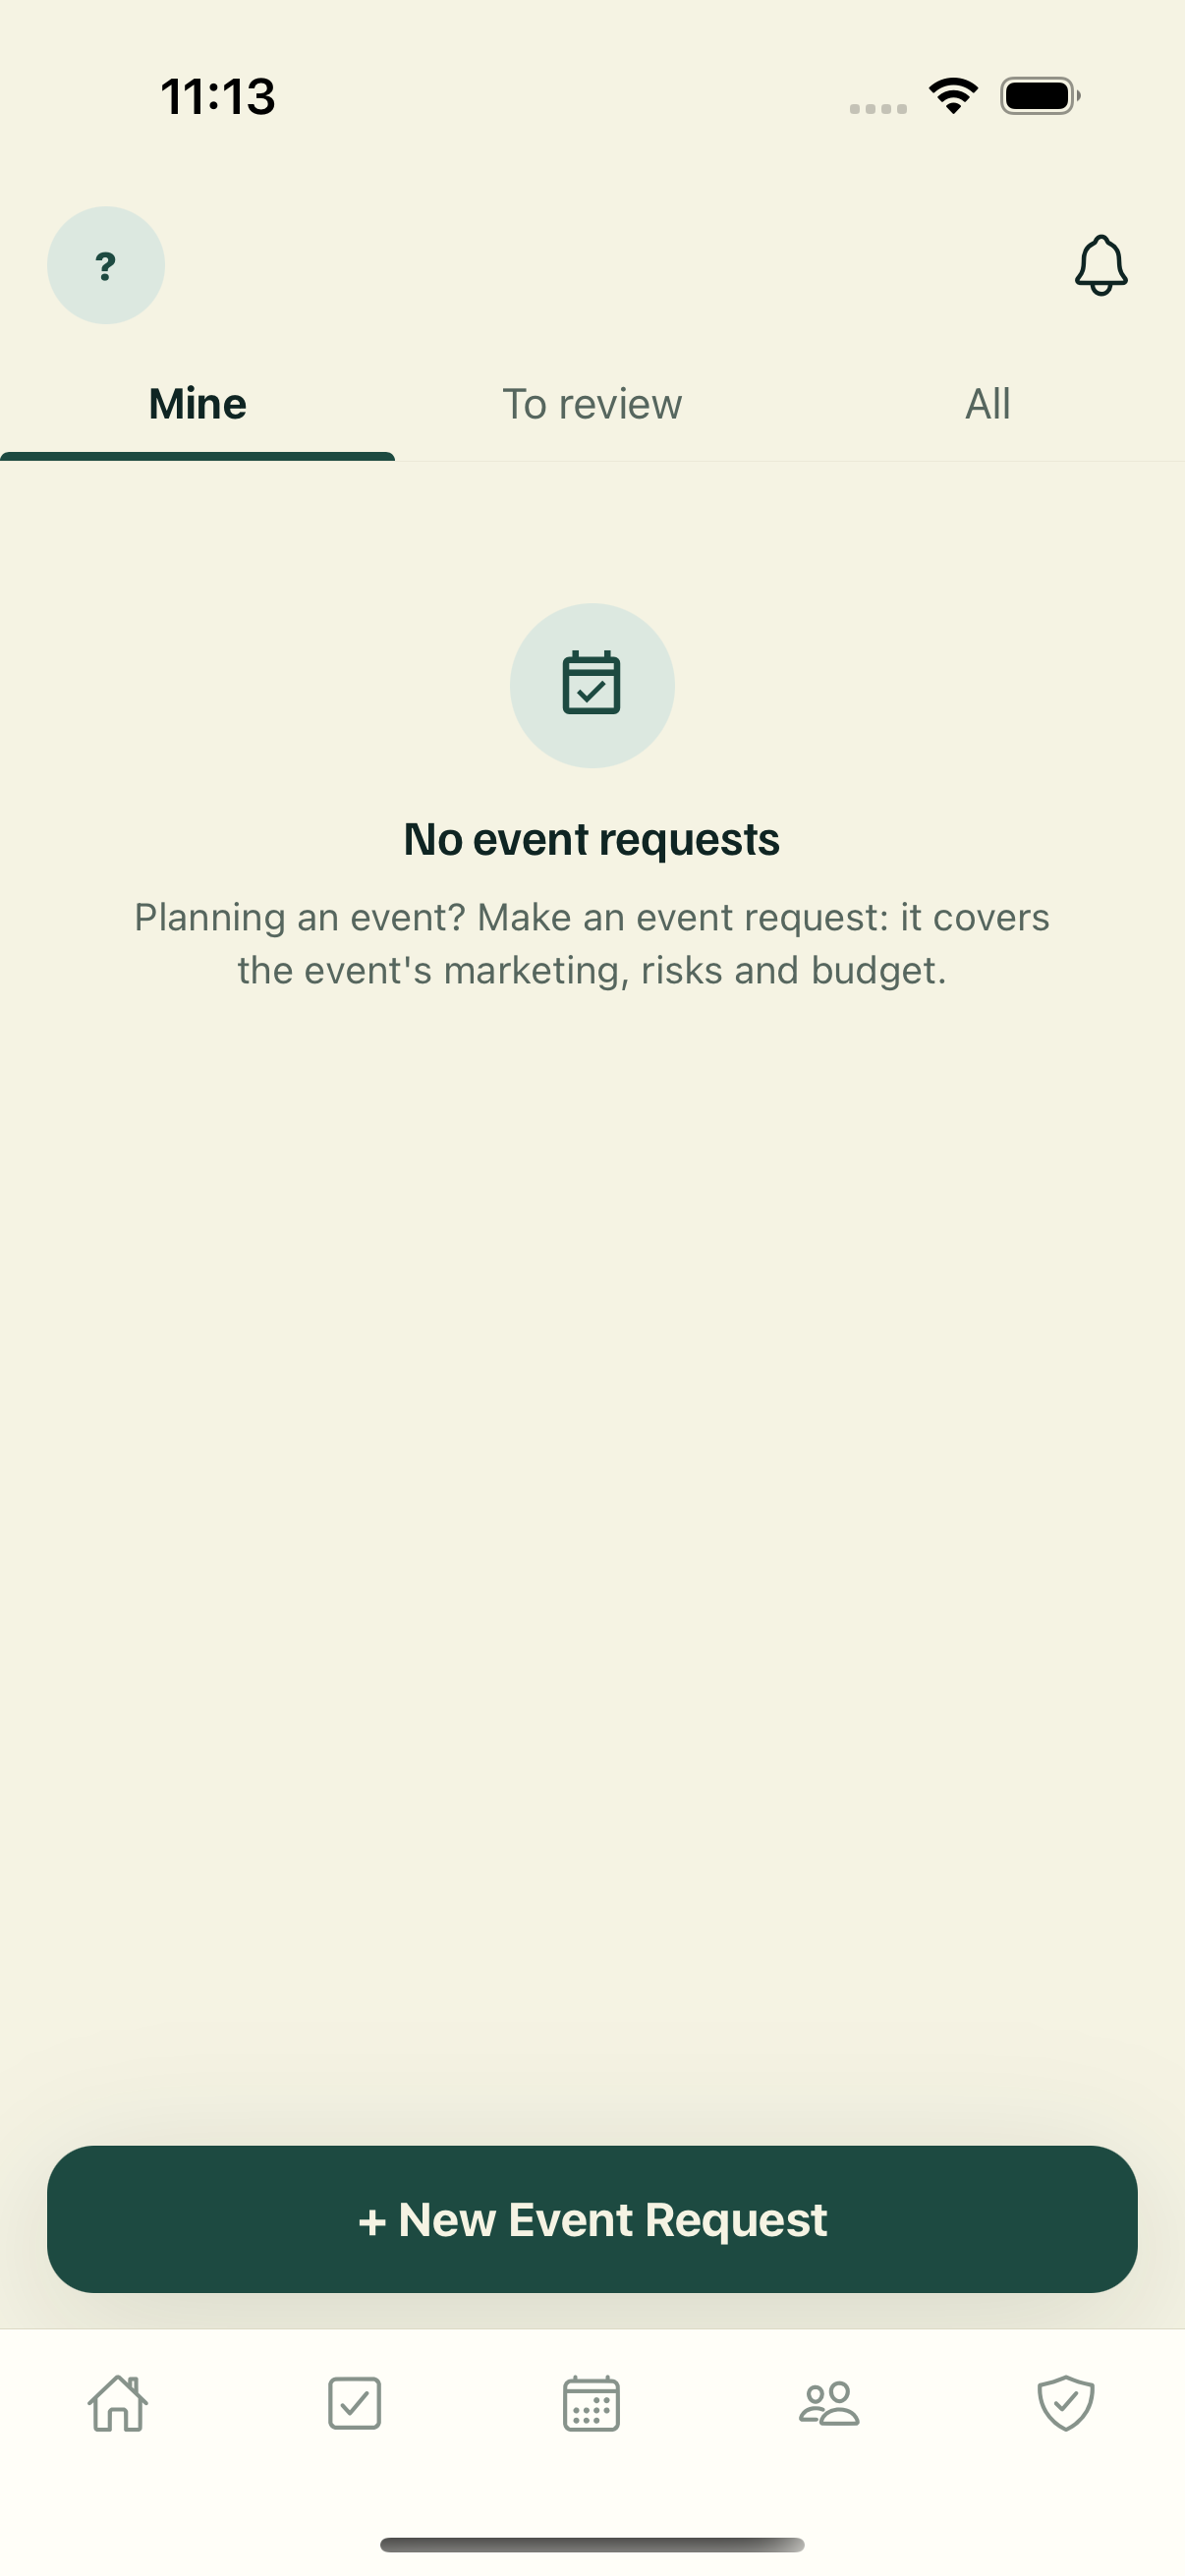 11:13
?
Mine
To review
All
No event requests
Planning an event? Make an event request: it covers
the event's marketing, risks and budget.
+ New Event Request